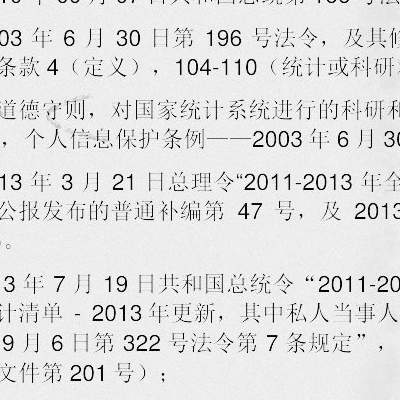 03 年 6 月 30 日第 196 号法令，及其修
条款 4（定义），104-110（统计或科研
道德守则，对国家统计系统进行的科研和
，个人信息保护条例——2003 年 6 月 30
13 年 3 月 21 日总理令“2011-2013 年全
公报发布的普通补编第 47 号，及 2013
）。
3 年 7 月 19 日共和国总统令“2011-20
计清单 - 2013 年更新，其中私人当事人
9 月 6 日第 322 号法令第 7 条规定”，
文件第 201 号）；